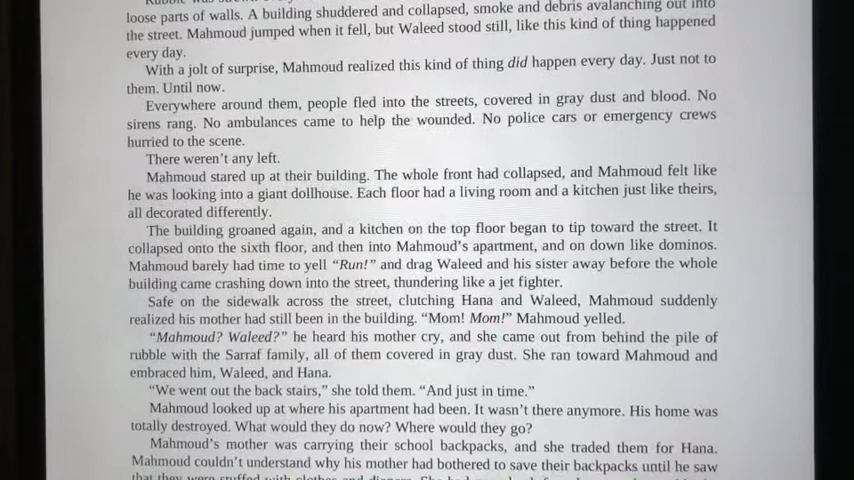 loose parts of walls. A building shuddered and collapsed, smoke and debris avalanching out into
the street. Mahmoud jumped when it fell, but Waleed stood still, like this kind of thing happened
every day.
With a jolt of surprise, Mahmoud realized this kind of thing did happen every day. Just not to
them. Until now.
Everywhere around them, people fled into the streets, covered in gray dust and blood. No
sirens rang. No ambulances came to help the wounded. No police cars or emergency crews
hurried to the scene.
There weren’t any left.
Mahmoud stared up at their building. The whole front had collapsed, and Mahmoud felt like
he was looking into a giant dollhouse. Each floor had a living room and a kitchen just like theirs,
all decorated differently.
The building groaned again, and a kitchen on the top floor began to tip toward the street. It
collapsed onto the sixth floor, and then into Mahmoud’s apartment, and on down like dominos.
Mahmoud barely had time to yell “Run!” and drag Waleed and his sister away before the whole
building came crashing down into the street, thundering like a jet fighter.
Safe on the sidewalk across the street, clutching Hana and Waleed, Mahmoud suddenly
realized his mother had still been in the building. “Mom! Mom!” Mahmoud yelled.
“Mahmoud? Waleed?” he heard his mother cry, and she came out from behind the pile of
rubble with the Sarraf family, all of them covered in gray dust. She ran toward Mahmoud and
embraced him, Waleed, and Hana.
“We went out the back stairs,” she told them. “And just in time.”
Mahmoud looked up at where his apartment had been. It wasn’t there anymore. His home was
totally destroyed. What would they do now? Where would they go?
Mahmoud’s mother was carrying their school backpacks, and she traded them for Hana.
Mahmoud couldn’t understand why his mother had bothered to save their backpacks until he saw
that they were stuffed with clothes and diapers. She had